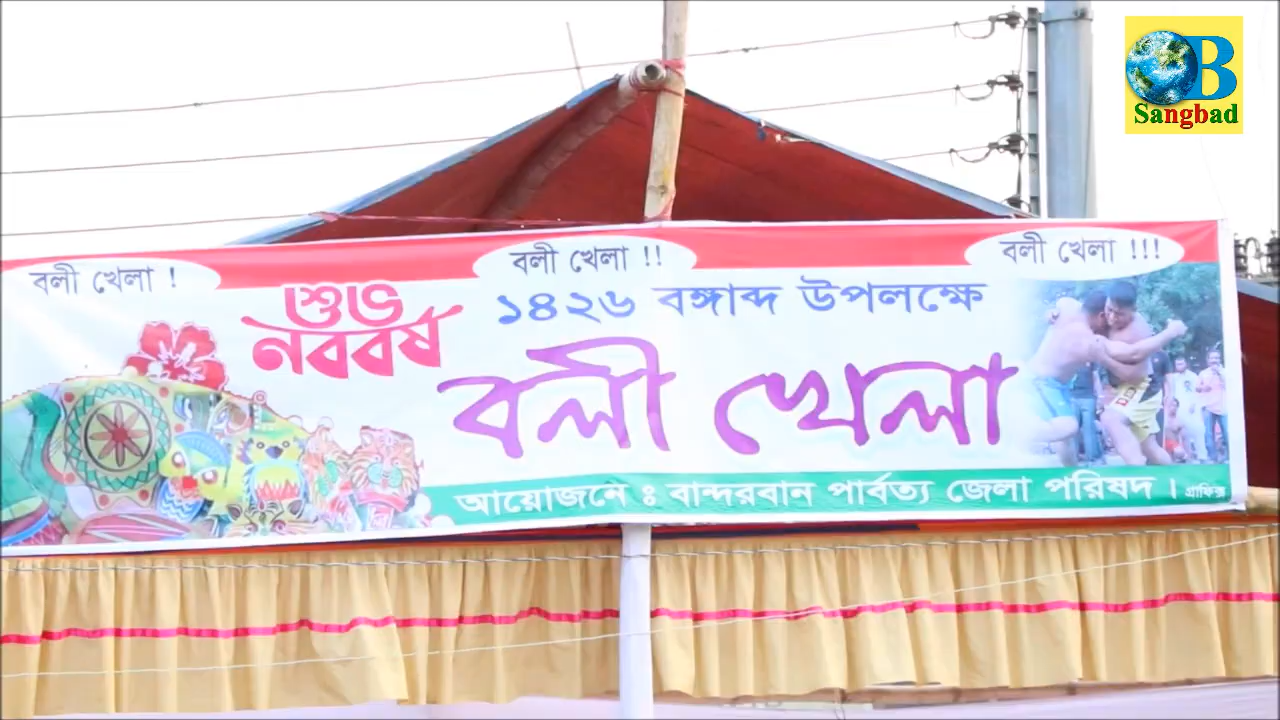 B
Sangbad
বলী খেলা !
বলী খেলা !!
বলী খেলা !!!
শুভ
নববর্ষ
১৪২৬ বঙ্গাব্দ উপলক্ষে
বলী খেলা
আয়োজনে ঃ বান্দরবান পার্বত্য জেলা পরিষদ । গ্রাফিক্স